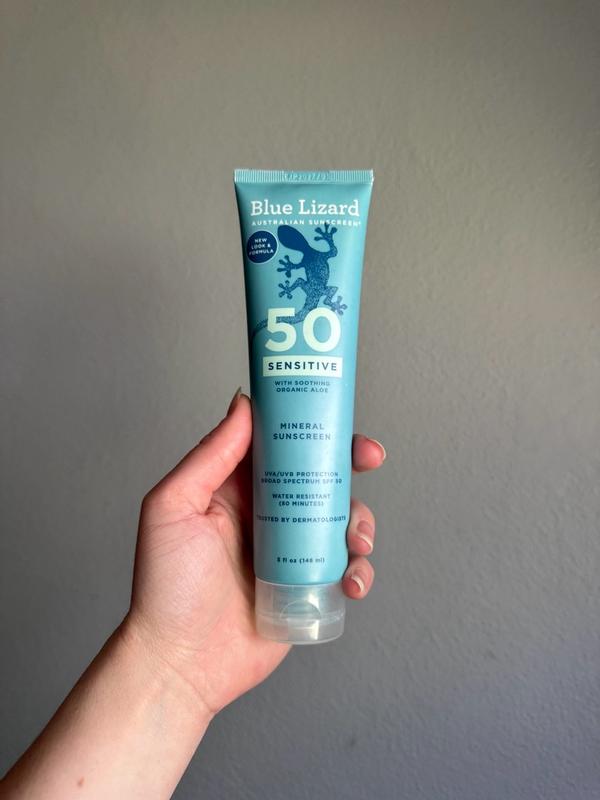 Blue Lizard
AUSTRALIAN SUNSCREEN®
NEW
LOOK &
FORMULA
50
SENSITIVE
WITH SOOTHING
ORGANIC ALOE
MINERAL
SUNSCREEN
UVA/UVB PROTECTION
BROAD SPECTRUM SPF 50
WATER RESISTANT
(80 MINUTES)
TRUSTED BY DERMATOLOGISTS
5 fl oz (148 ml)